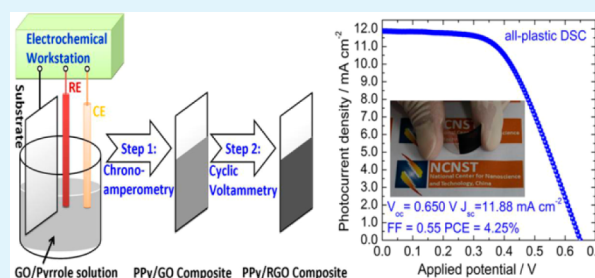 Electrochemical
Workstation
Substrate
RE
CE
Step 1:
Chrono-
amperometry
Step 2:
Cyclic
Voltammetry
GO/Pyrrole solution
PPy/GO Composite
PPy/RGO Composite
Photocurrent density / mA cm⁻²
12.0
11.0
10.0
9.0
8.0
7.0
6.0
5.0
4.0
3.0
2.0
1.0
0.0
all-plastic DSC
NCNST
NCNST
National Center for Nanoscience
and Technology, China
Voc= 0.650 V Jsc=11.88 mA cm⁻²
FF = 0.55 PCE = 4.25%
0.0 0.1 0.2 0.3 0.4 0.5 0.6 0.7
Applied potential / V